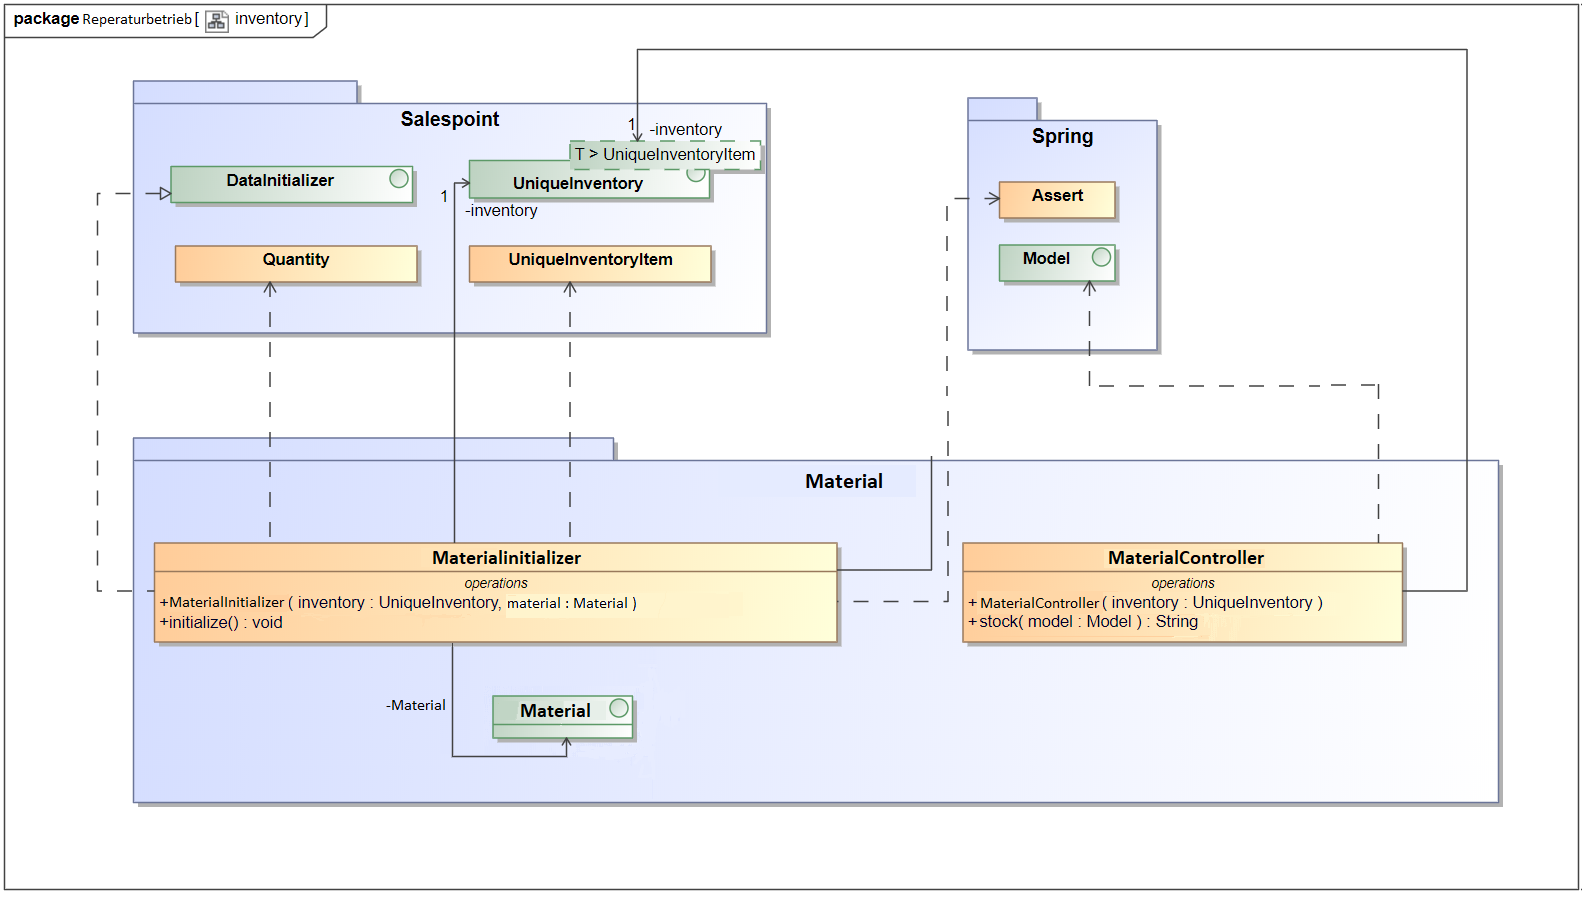 package Reperaturbetrieb [ inventory ]
Salespoint
1 -inventory
T > UniqueInventoryItem
Spring
DataInitializer
UniqueInventory
1
-inventory
Assert
Quantity
UniqueInventoryItem
Model
Material
Materialinitializer
operations
+MaterialInitializer ( inventory : UniqueInventory, material : Material )
+initialize() : void
MaterialController
operations
+ MaterialController ( inventory : UniqueInventory )
+ stock( model : Model ) : String
-Material
Material